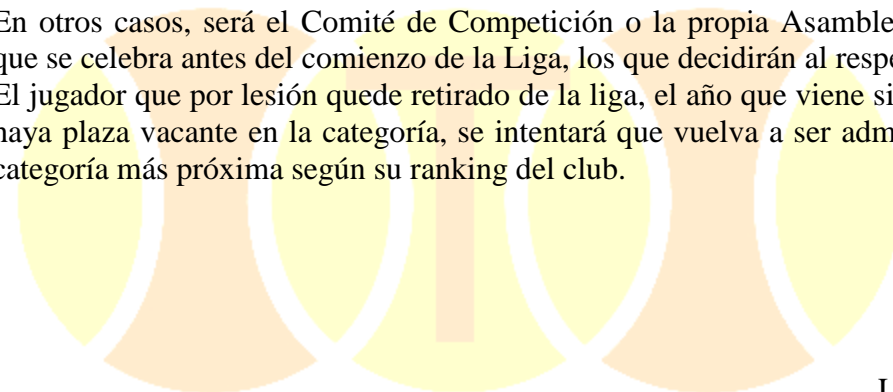 En otros casos, será el Comité de Competición o la propia Asamble
que se celebra antes del comienzo de la Liga, los que decidirán al respe
El jugador que por lesión quede retirado de la liga, el año que viene si
haya plaza vacante en la categoría, se intentará que vuelva a ser adm
categoría más próxima según su ranking del club.